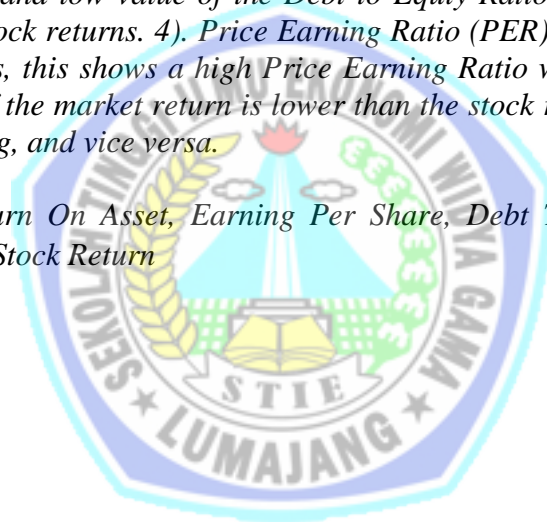 and low value of the Debt to Equity Ratio
ock returns. 4). Price Earning Ratio (PER)
s, this shows a high Price Earning Ratio
f the market return is lower than the stock
g, and vice versa.
urn On Asset, Earning Per Share, Debt
Stock Return
SEKOLAH TINGGI ILMU EKONOMI WIDYA GAMA
STIE
LUMAJANG